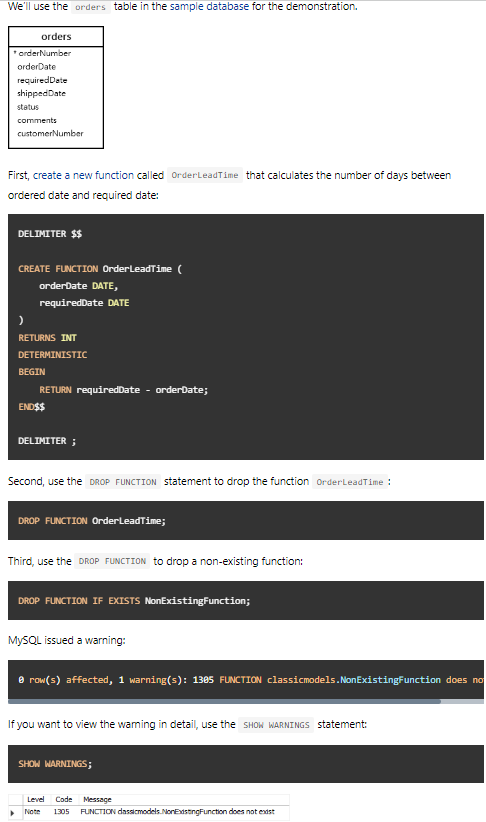 We'll use the orders table in the sample database for the demonstration.
orders
* orderNumber
orderDate
requiredDate
shippedDate
status
comments
customerNumber
First, create a new function called OrderLeadTime that calculates the number of days between
ordered date and required date:
DELIMITER $$
CREATE FUNCTION OrderLeadTime (
orderDate DATE,
requiredDate DATE
)
RETURNS INT
DETERMINISTIC
BEGIN
RETURN requiredDate - orderDate;
END$$
DELIMITER ;
Second, use the DROP FUNCTION statement to drop the function OrderLeadTime :
DROP FUNCTION OrderLeadTime;
Third, use the DROP FUNCTION to drop a non-existing function:
DROP FUNCTION IF EXISTS NonExistingFunction;
MySQL issued a warning:
0 row(s) affected, 1 warning(s): 1305 FUNCTION classicmodels.NonExistingFunction does no
If you want to view the warning in detail, use the SHOW WARNINGS statement:
SHOW WARNINGS;
Level Code Message
Note 1305 FUNCTION classicmodels.NonExistingFunction does not exist